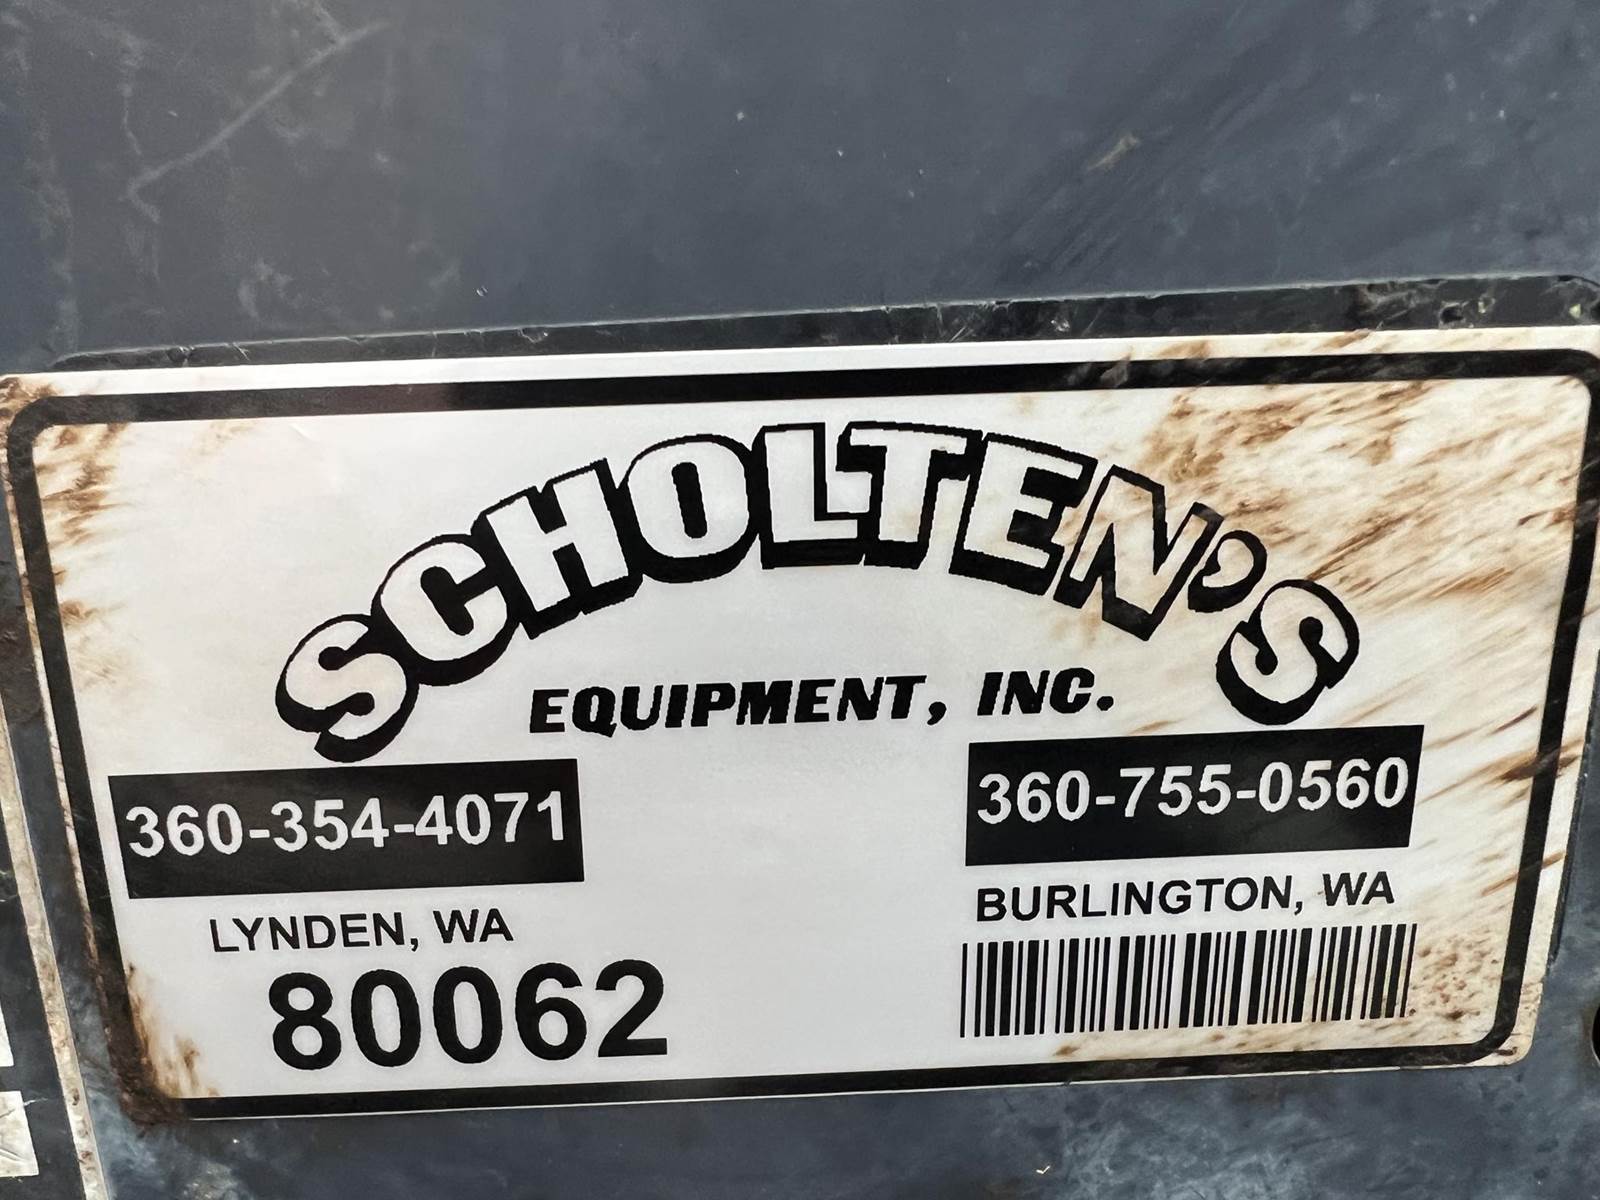 SCHOLTEN'S
EQUIPMENT, INC.
360-354-4071
LYNDEN, WA
80062
360-755-0560
BURLINGTON, WA